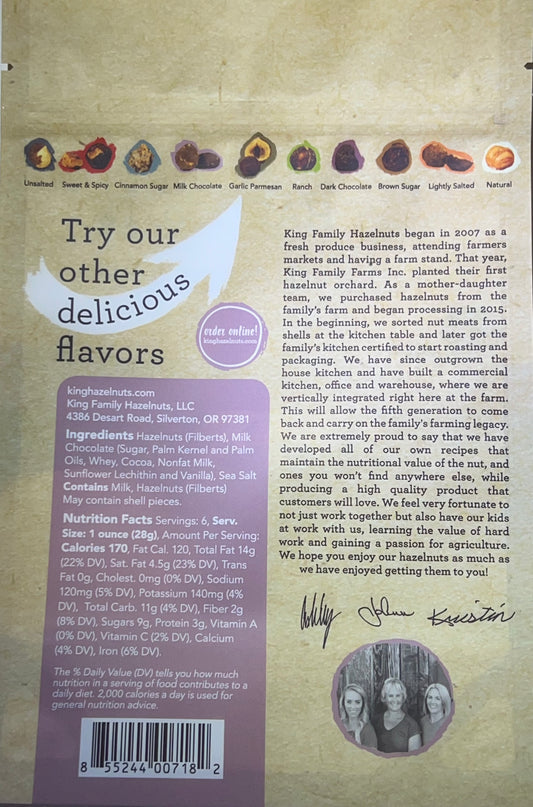 Unsalted Sweet & Spicy Cinnamon Sugar Milk Chocolate Garlic Parmesan Ranch Dark Chocolate Brown Sugar Lightly Salted Natural
Try our
other
delicious
flavors
order online!
kinghazelnuts.com
kinghazelnuts.com
King Family Hazelnuts, LLC
4386 Desart Road, Silverton, OR 97381
Ingredients Hazelnuts (Filberts), Milk
Chocolate (Sugar, Palm Kernel and Palm
Oils, Whey, Cocoa, Nonfat Milk,
Sunflower Lechithin and Vanilla), Sea Salt
Contains Milk, Hazelnuts (Filberts)
May contain shell pieces.
Nutrition Facts Servings: 6, Serv.
Size: 1 ounce (28g), Amount Per Serving:
Calories 170, Fat Cal. 120, Total Fat 14g
(22% DV), Sat. Fat 4.5g (23% DV), Trans
Fat 0g, Cholest. 0mg (0% DV), Sodium
120mg (5% DV), Potassium 140mg (4%
DV), Total Carb. 11g (4% DV), Fiber 2g
(8% DV), Sugars 9g, Protein 3g, Vitamin A
(0% DV), Vitamin C (2% DV), Calcium
(4% DV), Iron (6% DV).
The % Daily Value (DV) tells you how much
nutrition in a serving of food contributes to a
daily diet. 2,000 calories a day is used for
general nutrition advice.
8 55244 00718 2
King Family Hazelnuts began in 2007 as a
fresh produce business, attending farmers
markets and having a farm stand. That year,
King Family Farms Inc. planted their first
hazelnut orchard. As a mother-daughter
team, we purchased hazelnuts from the
family's farm and began processing in 2015.
In the beginning, we sorted nut meats from
shells at the kitchen table and later got the
family's kitchen certified to start roasting and
packaging. We have since outgrown the
house kitchen and have built a commercial
kitchen, office and warehouse, where we are
vertically integrated right here at the farm.
This will allow the fifth generation to come
back and carry on the family's farming legacy.
We are extremely proud to say that we have
developed all of our own recipes that
maintain the nutritional value of the nut, and
ones you won't find anywhere else, while
producing a high quality product that
customers will love. We feel very fortunate to
not just work together but also have our kids
at work with us, learning the value of hard
work and gaining a passion for agriculture.
We hope you enjoy our hazelnuts as much as
we have enjoyed getting them to you!
Ashley Kristin